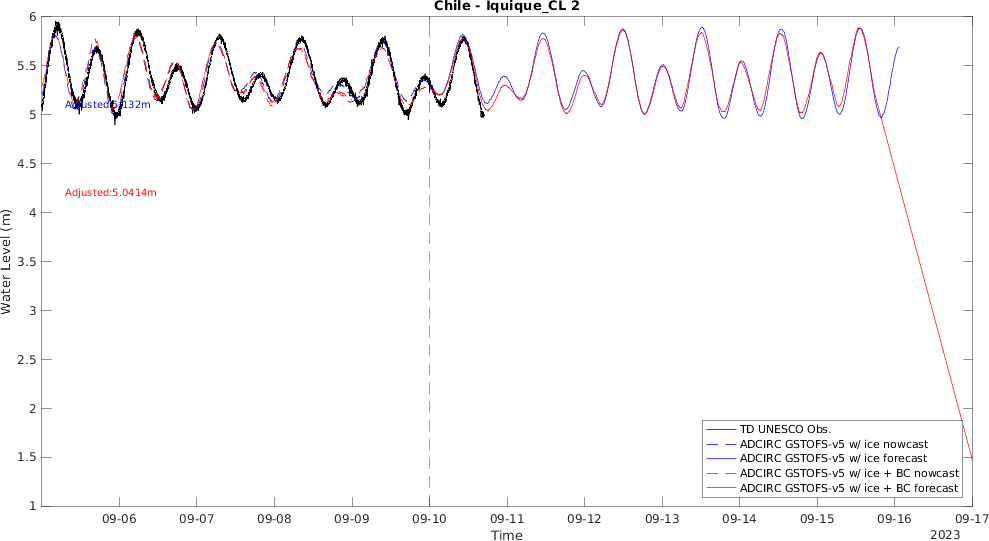 Chile - Iquique_CL 2
Water Level (m)
6
5.5
5
4.5
4
3.5
3
2.5
2
1.5
1
Adjusted:5.132m
Adjusted:5.0414m
TD UNESCO Obs.
ADCIRC GSTOFS-v5 w/ ice nowcast
ADCIRC GSTOFS-v5 w/ ice forecast
ADCIRC GSTOFS-v5 w/ ice + BC nowcast
ADCIRC GSTOFS-v5 w/ ice + BC forecast
09-06 09-07 09-08 09-09 09-10 09-11 09-12 09-13 09-14 09-15 09-16 09-17
Time
2023